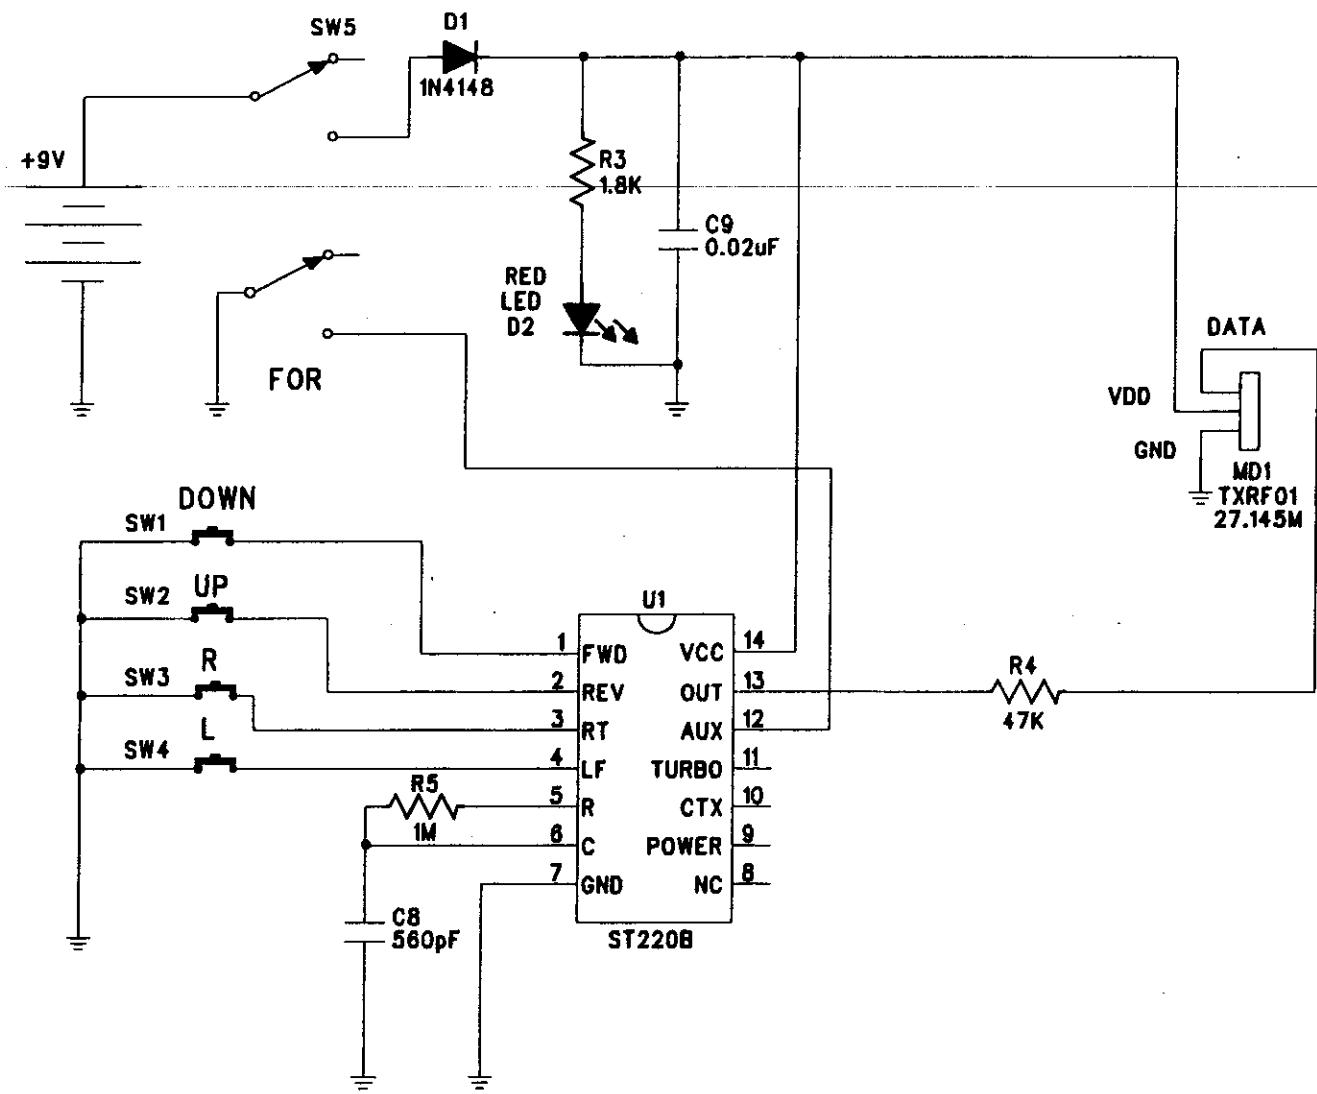 SW5
D1
1N4148
+9V
R3
1.8K
C9
0.02uF
RED
LED
D2
FOR
DATA
VDD
GND
MD1
TXRF01
27.145M
DOWN
SW1
UP
SW2
R
SW3
L
SW4
U1
1 FWD VCC 14
2 REV OUT 13
3 RT AUX 12
4 LF TURBO 11
5 R CTX 10
6 C POWER 9
7 GND NC 8
ST220B
R4
47K
R5
1M
C8
560pF